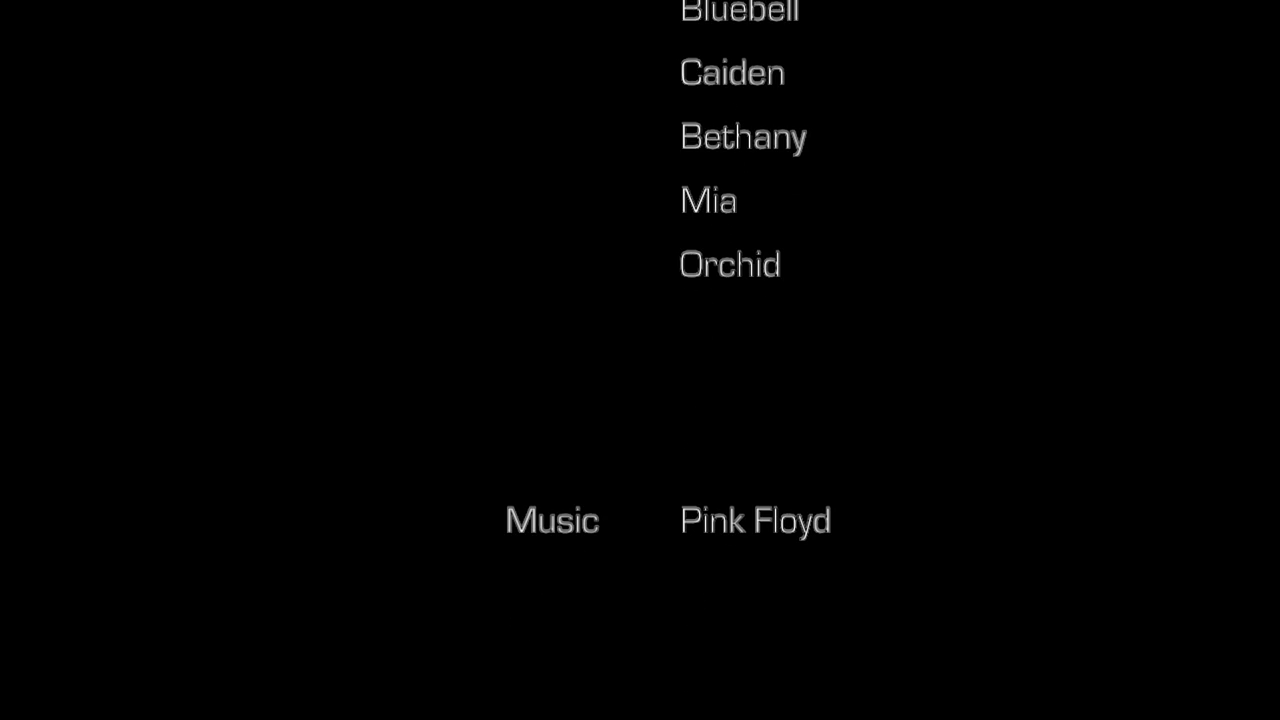 Bluebell
Caiden
Bethany
Mia
Orchid
Music Pink Floyd